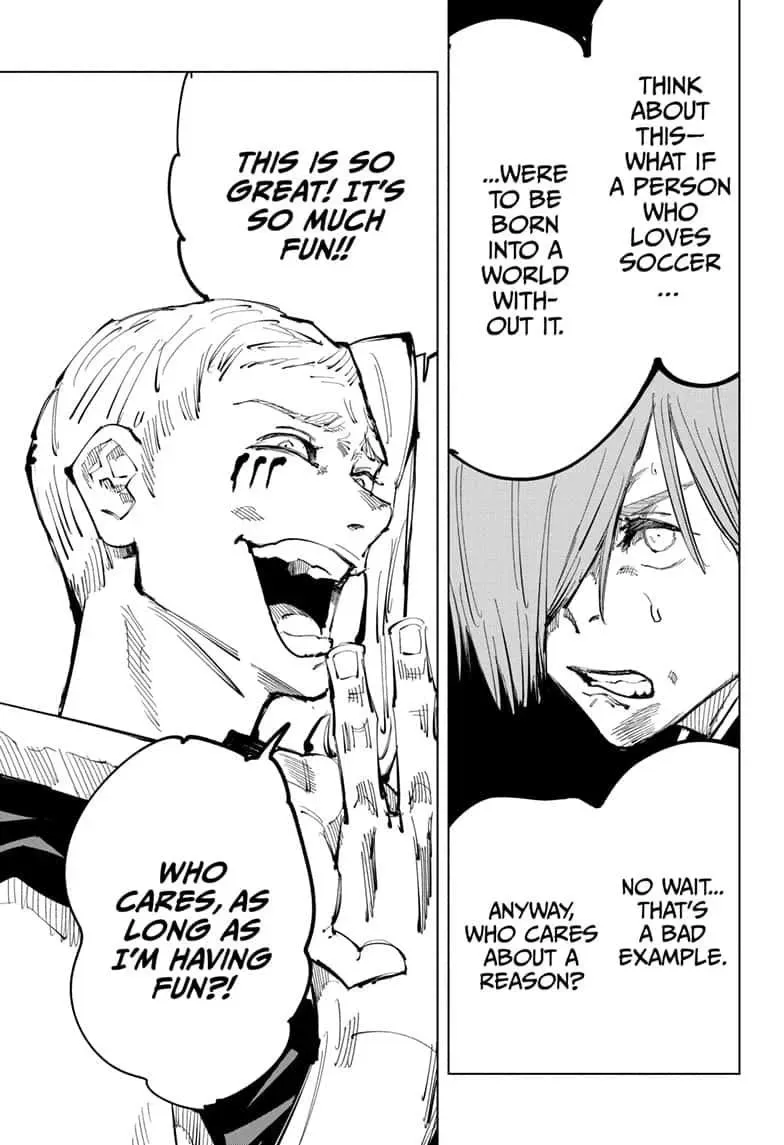 THINK
ABOUT
THIS—
WHAT IF
A PERSON
WHO
LOVES
SOCCER
...
...WERE
TO BE
BORN
INTO A
WORLD
WITH-
OUT IT.
NO WAIT...
THAT'S
A BAD
EXAMPLE.
ANYWAY,
WHO CARES
ABOUT A
REASON?
THIS IS SO
GREAT! IT'S
SO MUCH
FUN!!
WHO
CARES, AS
LONG AS
I'M HAVING
FUN?!